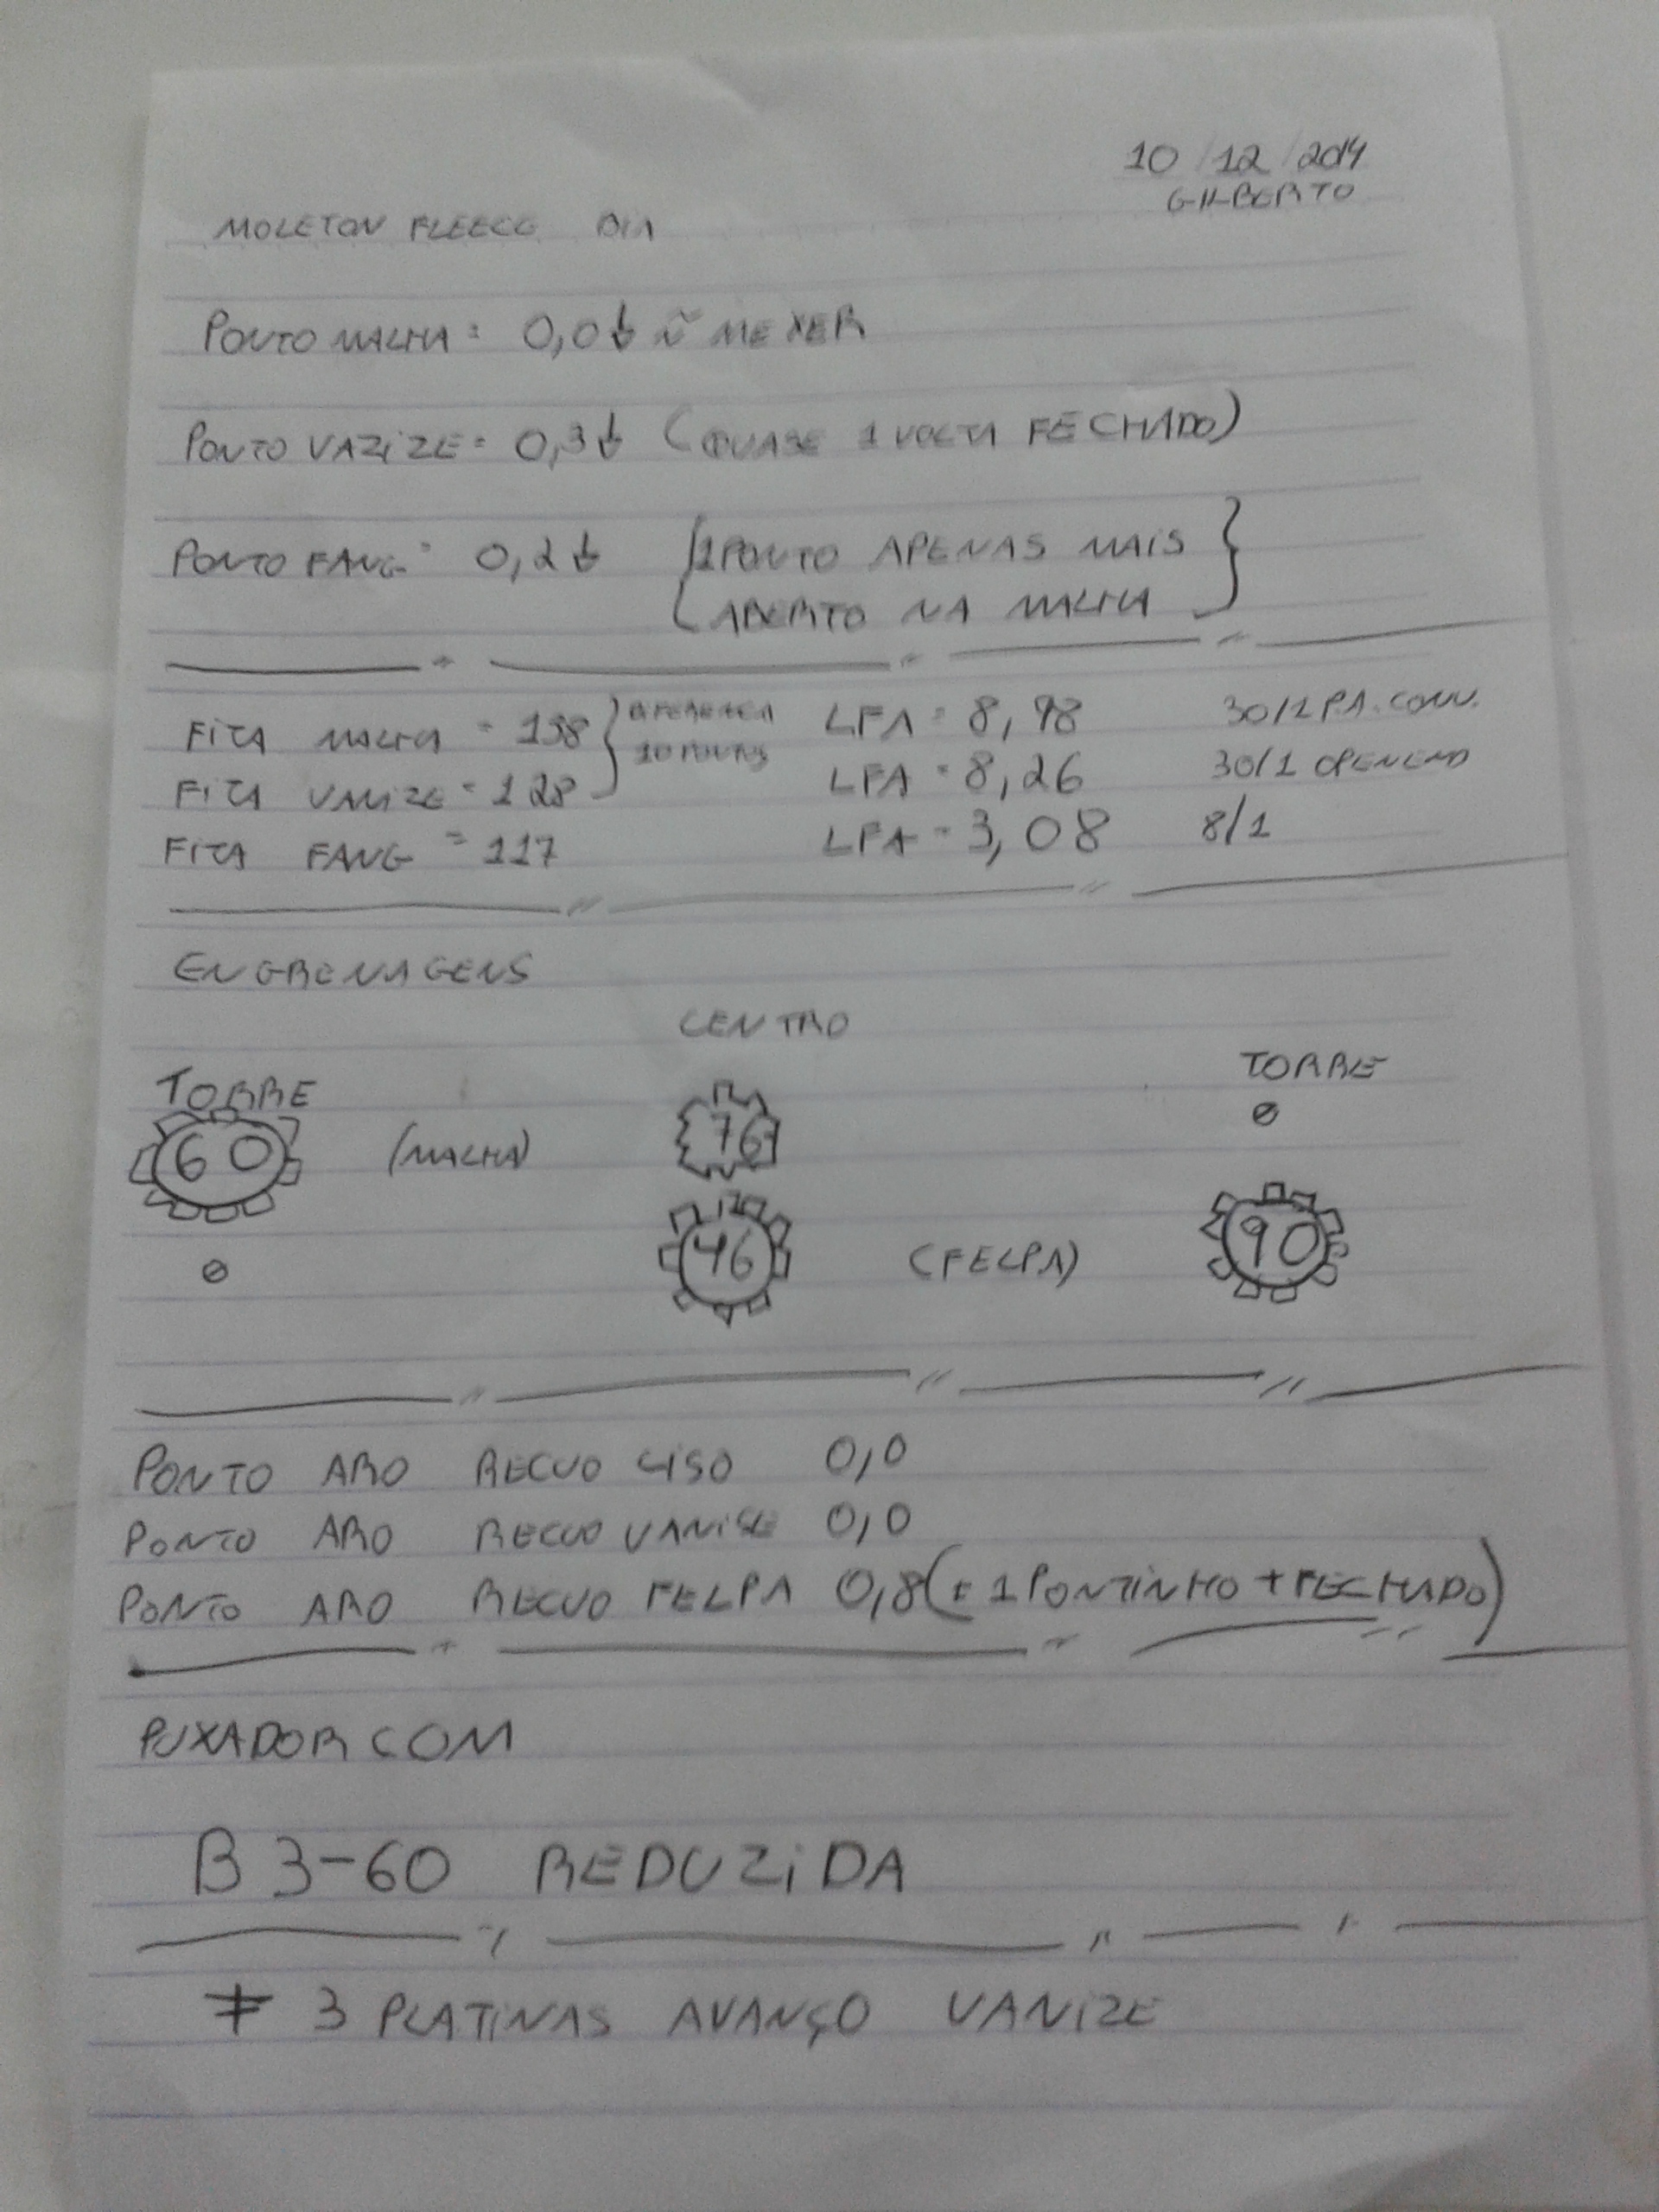 10/12/2014
GILBERTO
MOLETON FLEECE
PONTO MALHA = 0,0 ↓ Ñ MEXER
PONTO VAZIZE = 0,3 ↓ (QUASE 1 VOLTA FECHADO)
PONTO FANG = 0,2 ↓ (1 PONTO APENAS MAIS
ABERTO NA MALHA)
FITA MALHA = 138 } DIFERENÇA LFA = 8,98 30/1 PA. CONV.
10 PONTOS
FITA VANIZE = 128 LFA = 8,26 30/1 OPENEND
FITA FANG = 117 LFA = 3,08 8/1
ENGRENAGENS
CENTRO
TORRE TORRE
60 (MALHA) 76 ∅
∅ 46 (FELPA) 90
PONTO ARO RECUO LISO 0,0
PONTO ARO RECUO VANISE 0,0
PONTO ARO RECUO FELPA 0,8 (± 1 PONTINHO + FECHADO)
PUXADOR COM
B 3-60 REDUZIDA
≠ 3 PLATINAS AVANÇO VANIZE